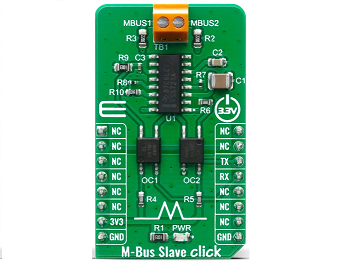 MBUS1 MBUS2
R3 R2
TB1
R9 C3 C2
R8 R7 C1
R10
R6
U1
3.3V
NC NC
NC NC
NC TX
NC RX
OC1 OC2
NC NC
NC NC
R4 R5
3V3 NC
GND GND
R1 PWR
M-Bus Slave click